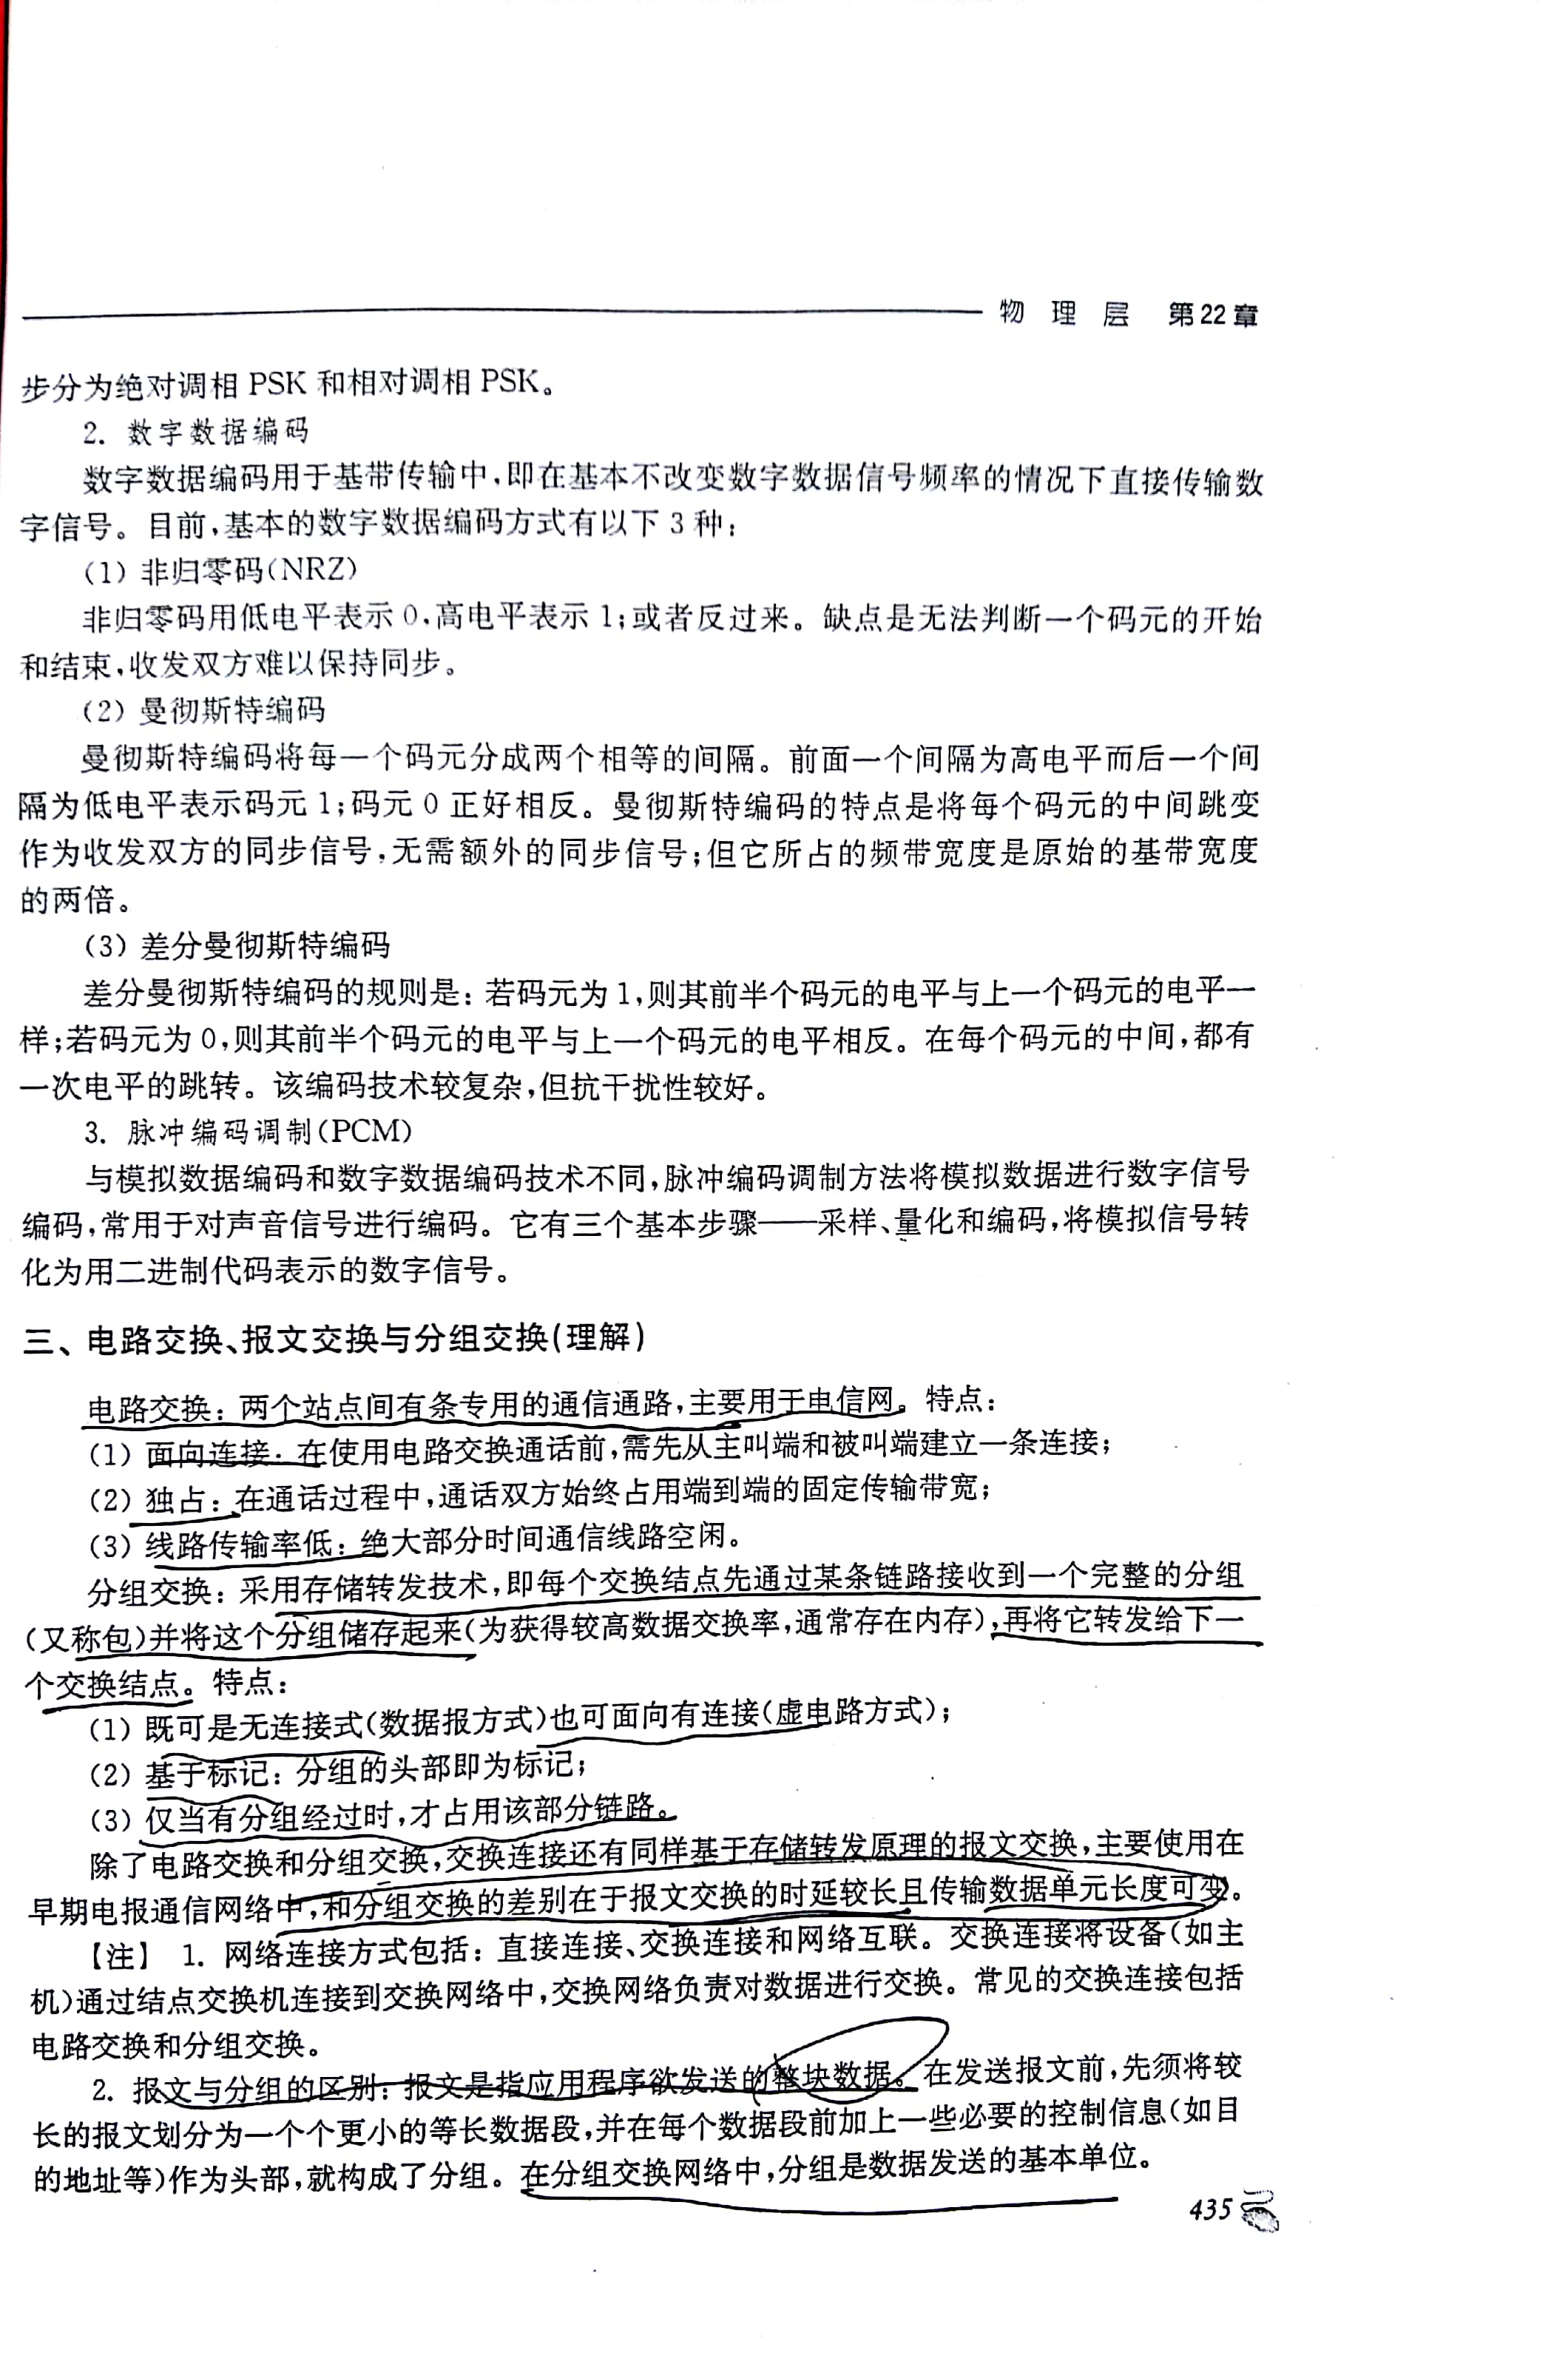 物 理 层 第22章
步分为绝对调相 PSK 和相对调相 PSK。
2. 数字数据编码
数字数据编码用于基带传输中,即在基本不改变数字数据信号频率的情况下直接传输数
字信号。目前,基本的数字数据编码方式有以下 3 种:
(1) 非归零码(NRZ)
非归零码用低电平表示 0,高电平表示 1;或者反过来。缺点是无法判断一个码元的开始
和结束,收发双方难以保持同步。
(2) 曼彻斯特编码
曼彻斯特编码将每一个码元分成两个相等的间隔。前面一个间隔为高电平而后一个间
隔为低电平表示码元 1;码元 0 正好相反。曼彻斯特编码的特点是将每个码元的中间跳变
作为收发双方的同步信号,无需额外的同步信号;但它所占的频带宽度是原始的基带宽度
的两倍。
(3) 差分曼彻斯特编码
差分曼彻斯特编码的规则是: 若码元为 1,则其前半个码元的电平与上一个码元的电平一
样;若码元为 0,则其前半个码元的电平与上一个码元的电平相反。在每个码元的中间,都有
一次电平的跳转。该编码技术较复杂,但抗干扰性较好。
3. 脉冲编码调制(PCM)
与模拟数据编码和数字数据编码技术不同,脉冲编码调制方法将模拟数据进行数字信号
编码,常用于对声音信号进行编码。它有三个基本步骤——采样、量化和编码,将模拟信号转
化为用二进制代码表示的数字信号。
三、电路交换、报文交换与分组交换(理解)
电路交换: 两个站点间有条专用的通信通路,主要用于电信网。特点:
(1) 面向连接: 在使用电路交换通话前,需先从主叫端和被叫端建立一条连接;
(2) 独占: 在通话过程中,通话双方始终占用端到端的固定传输带宽;
(3) 线路传输率低: 绝大部分时间通信线路空闲。
分组交换: 采用存储转发技术,即每个交换结点先通过某条链路接收到一个完整的分组
(又称包)并将这个分组储存起来(为获得较高数据交换率,通常存在内存),再将它转发给下一
个交换结点。特点:
(1) 既可是无连接式(数据报方式)也可面向有连接(虚电路方式);
(2) 基于标记: 分组的头部即为标记;
(3) 仅当有分组经过时,才占用该部分链路。
除了电路交换和分组交换,交换连接还有同样基于存储转发原理的报文交换,主要使用在
早期电报通信网络中,和分组交换的差别在于报文交换的时延较长且传输数据单元长度可变。
【注】 1. 网络连接方式包括: 直接连接、交换连接和网络互联。交换连接将设备(如主
机)通过结点交换机连接到交换网络中,交换网络负责对数据进行交换。常见的交换连接包括
电路交换和分组交换。
2. 报文与分组的区别: 报文是指应用程序欲发送的整块数据。在发送报文前,先须将较
长的报文划分为一个个更小的等长数据段,并在每个数据段前加上一些必要的控制信息(如目
的地址等)作为头部,就构成了分组。在分组交换网络中,分组是数据发送的基本单位。
435